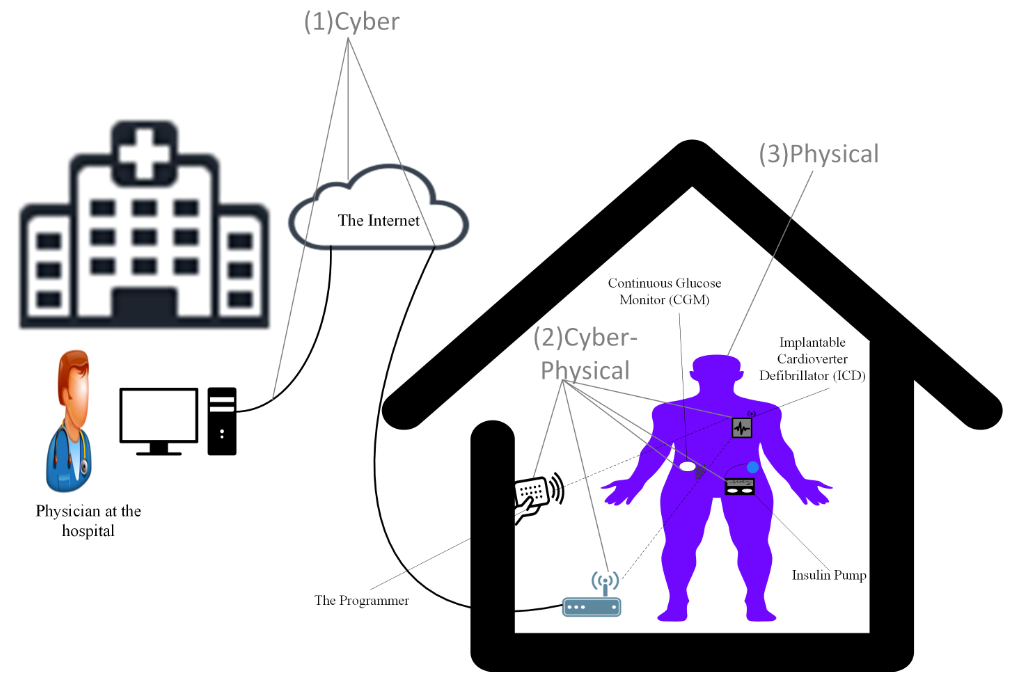 (1)Cyber
(3)Physical
The Internet
Continuous Glucose
Monitor (CGM)
(2)Cyber-
Physical
Implantable
Cardioverter
Defibrillator (ICD)
Physician at the
hospital
Insulin Pump
The Programmer